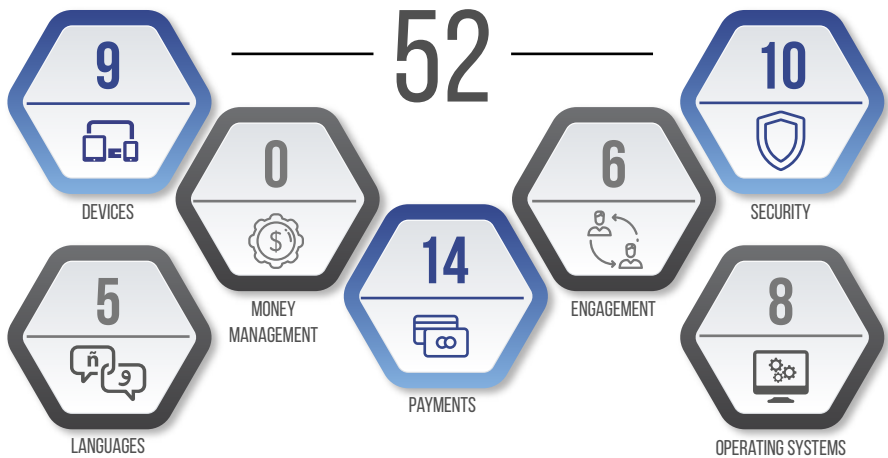 52
9
DEVICES
10
SECURITY
0
MONEY
MANAGEMENT
6
ENGAGEMENT
14
PAYMENTS
5
ñ
و
LANGUAGES
8
OPERATING SYSTEMS